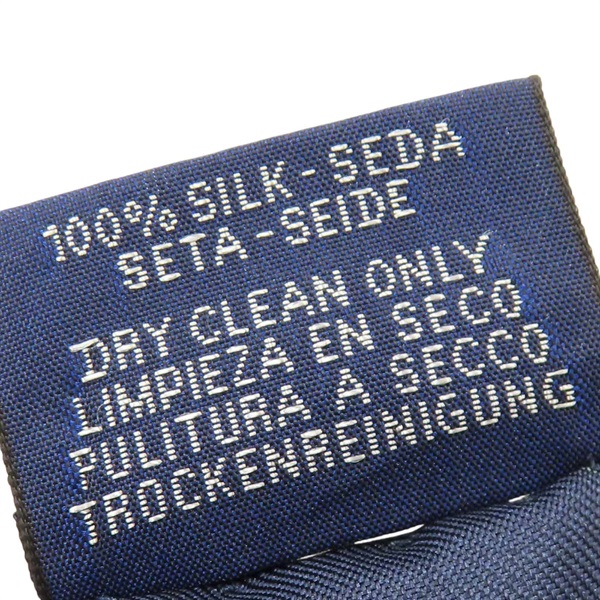 100% SILK - SEDA
SETA - SEIDE
DRY CLEAN ONLY
LIMPIEZA EN SECO
PULITURA A SECCO
TROCKENREINIGUNG